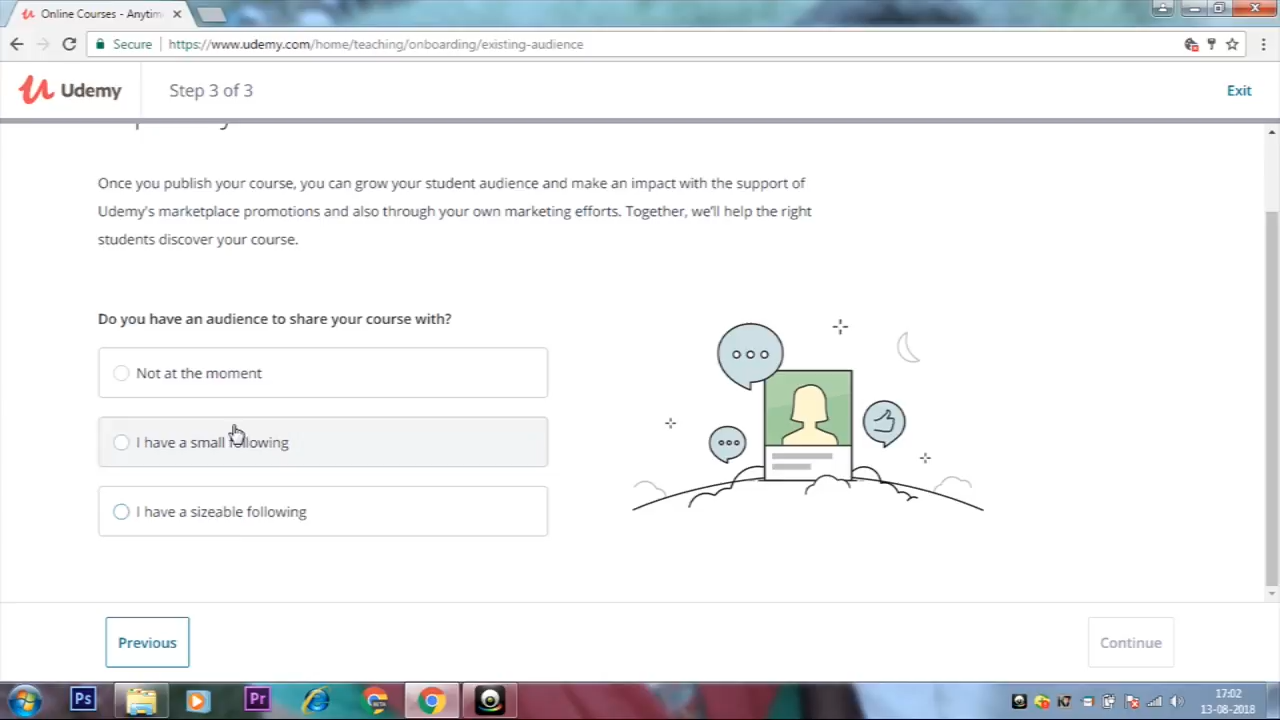 Online Courses - Anytim
Secure
https://www.udemy.com/home/teaching/onboarding/existing-audience
Udemy
Step 3 of 3
Exit
Once you publish your course, you can grow your student audience and make an impact with the support of
Udemy's marketplace promotions and also through your own marketing efforts. Together, we'll help the right
students discover your course.
Do you have an audience to share your course with?
Not at the moment
I have a small following
I have a sizeable following
Previous
Continue
Ps
Pr
17:02
13-08-2018